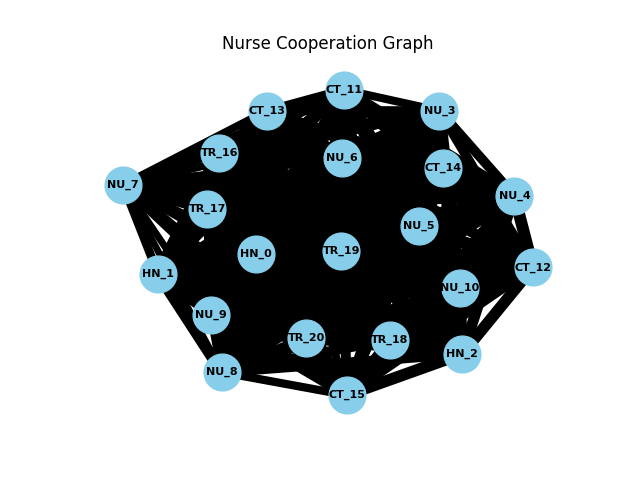 Nurse Cooperation Graph
CT_11
CT_13
NU_3
TR_16
NU_6
CT_14
NU_7
NU_4
TR_17
NU_5
HN_0
TR_19
CT_12
HN_1
NU_10
NU_9
TR_20
TR_18
HN_2
NU_8
CT_15